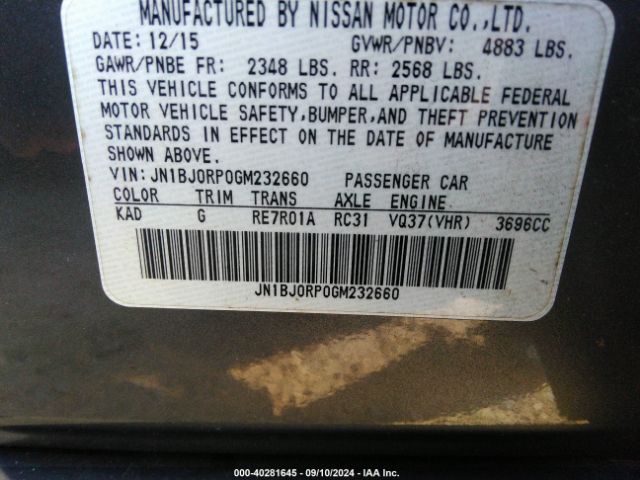 MANUFACTURED BY NISSAN MOTOR CO.,LTD.
DATE: 12/15 GVWR/PNBV: 4883 LBS.
GAWR/PNBE FR: 2348 LBS. RR: 2568 LBS.
THIS VEHICLE CONFORMS TO ALL APPLICABLE FEDERAL
MOTOR VEHICLE SAFETY,BUMPER,AND THEFT PREVENTION
STANDARDS IN EFFECT ON THE DATE OF MANUFACTURE
SHOWN ABOVE.
VIN:JN1BJ0RP0GM232660 PASSENGER CAR
COLOR TRIM TRANS AXLE ENGINE
KAD G RE7R01A RC31 VQ37(VHR) 3696CC
JN1BJ0RP0GM232660
000-40281645 - 09/10/2024 - IAA Inc.